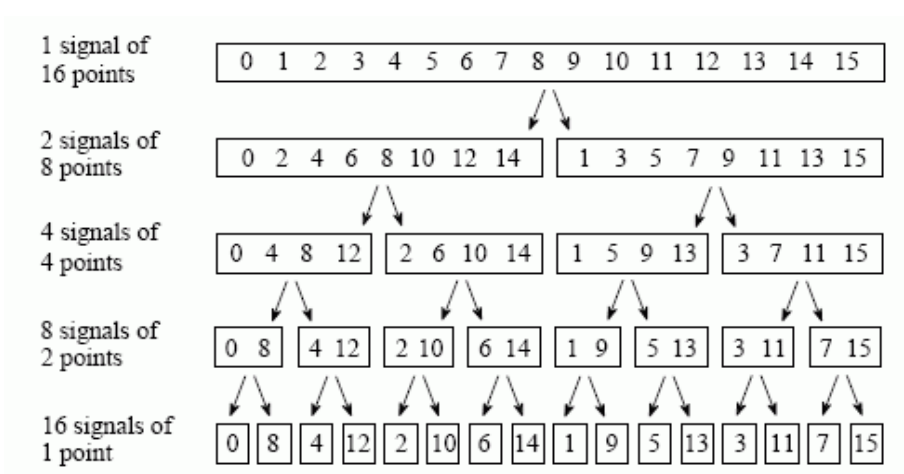 1 signal of
16 points
0 1 2 3 4 5 6 7 8 9 10 11 12 13 14 15
2 signals of
8 points
0 2 4 6 8 10 12 14
1 3 5 7 9 11 13 15
4 signals of
4 points
0 4 8 12
2 6 10 14
1 5 9 13
3 7 11 15
8 signals of
2 points
0 8
4 12
2 10
6 14
1 9
5 13
3 11
7 15
16 signals of
1 point
0 8 4 12 2 10 6 14 1 9 5 13 3 11 7 15